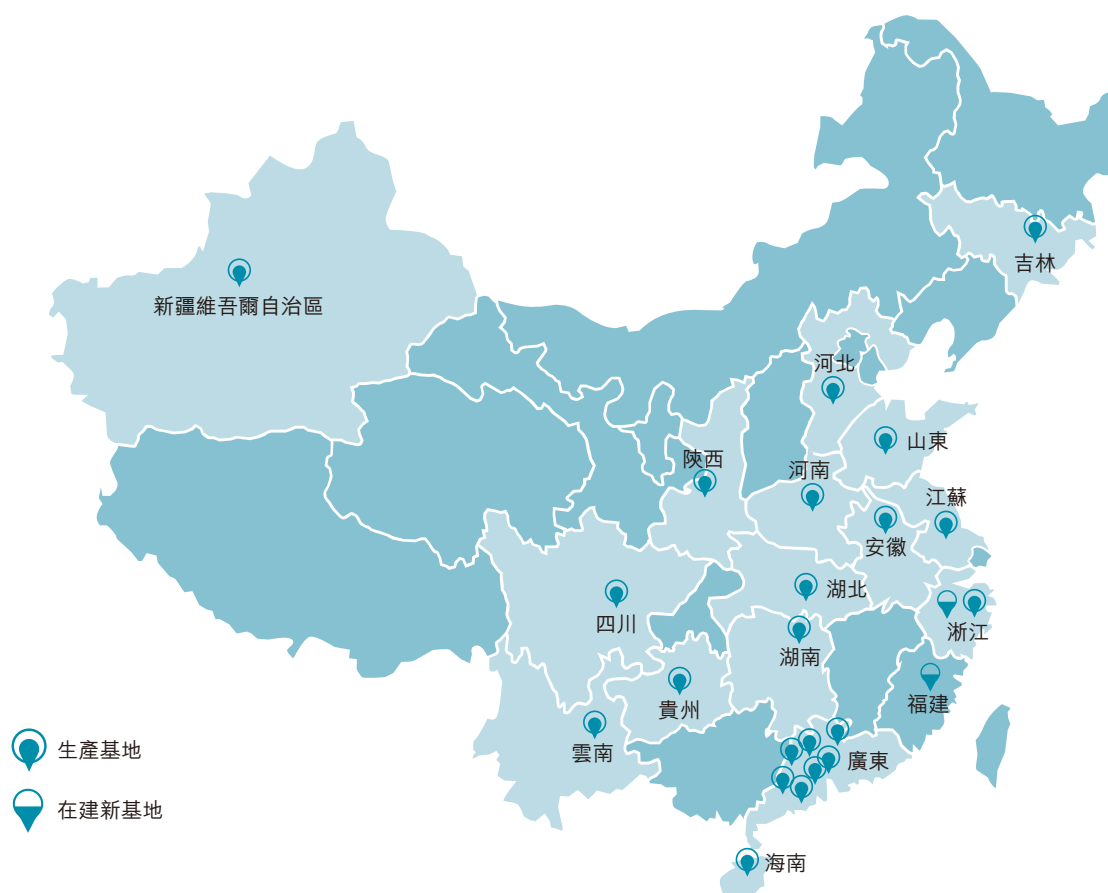 吉林
新疆維吾爾自治區
河北
山東
陝西
河南
江蘇
安徽
湖北
四川
淅江
湖南
福建
貴州
雲南
廣東
生產基地
在建新基地
海南